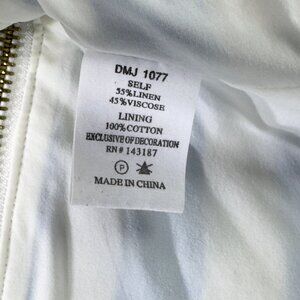 DMJ 1077
SELF
55%LINEN
45%VISCOSE
LINING
100%COTTON
EXCLUSIVE OF DECORATION
RN# 143187
P
MADE IN CHINA